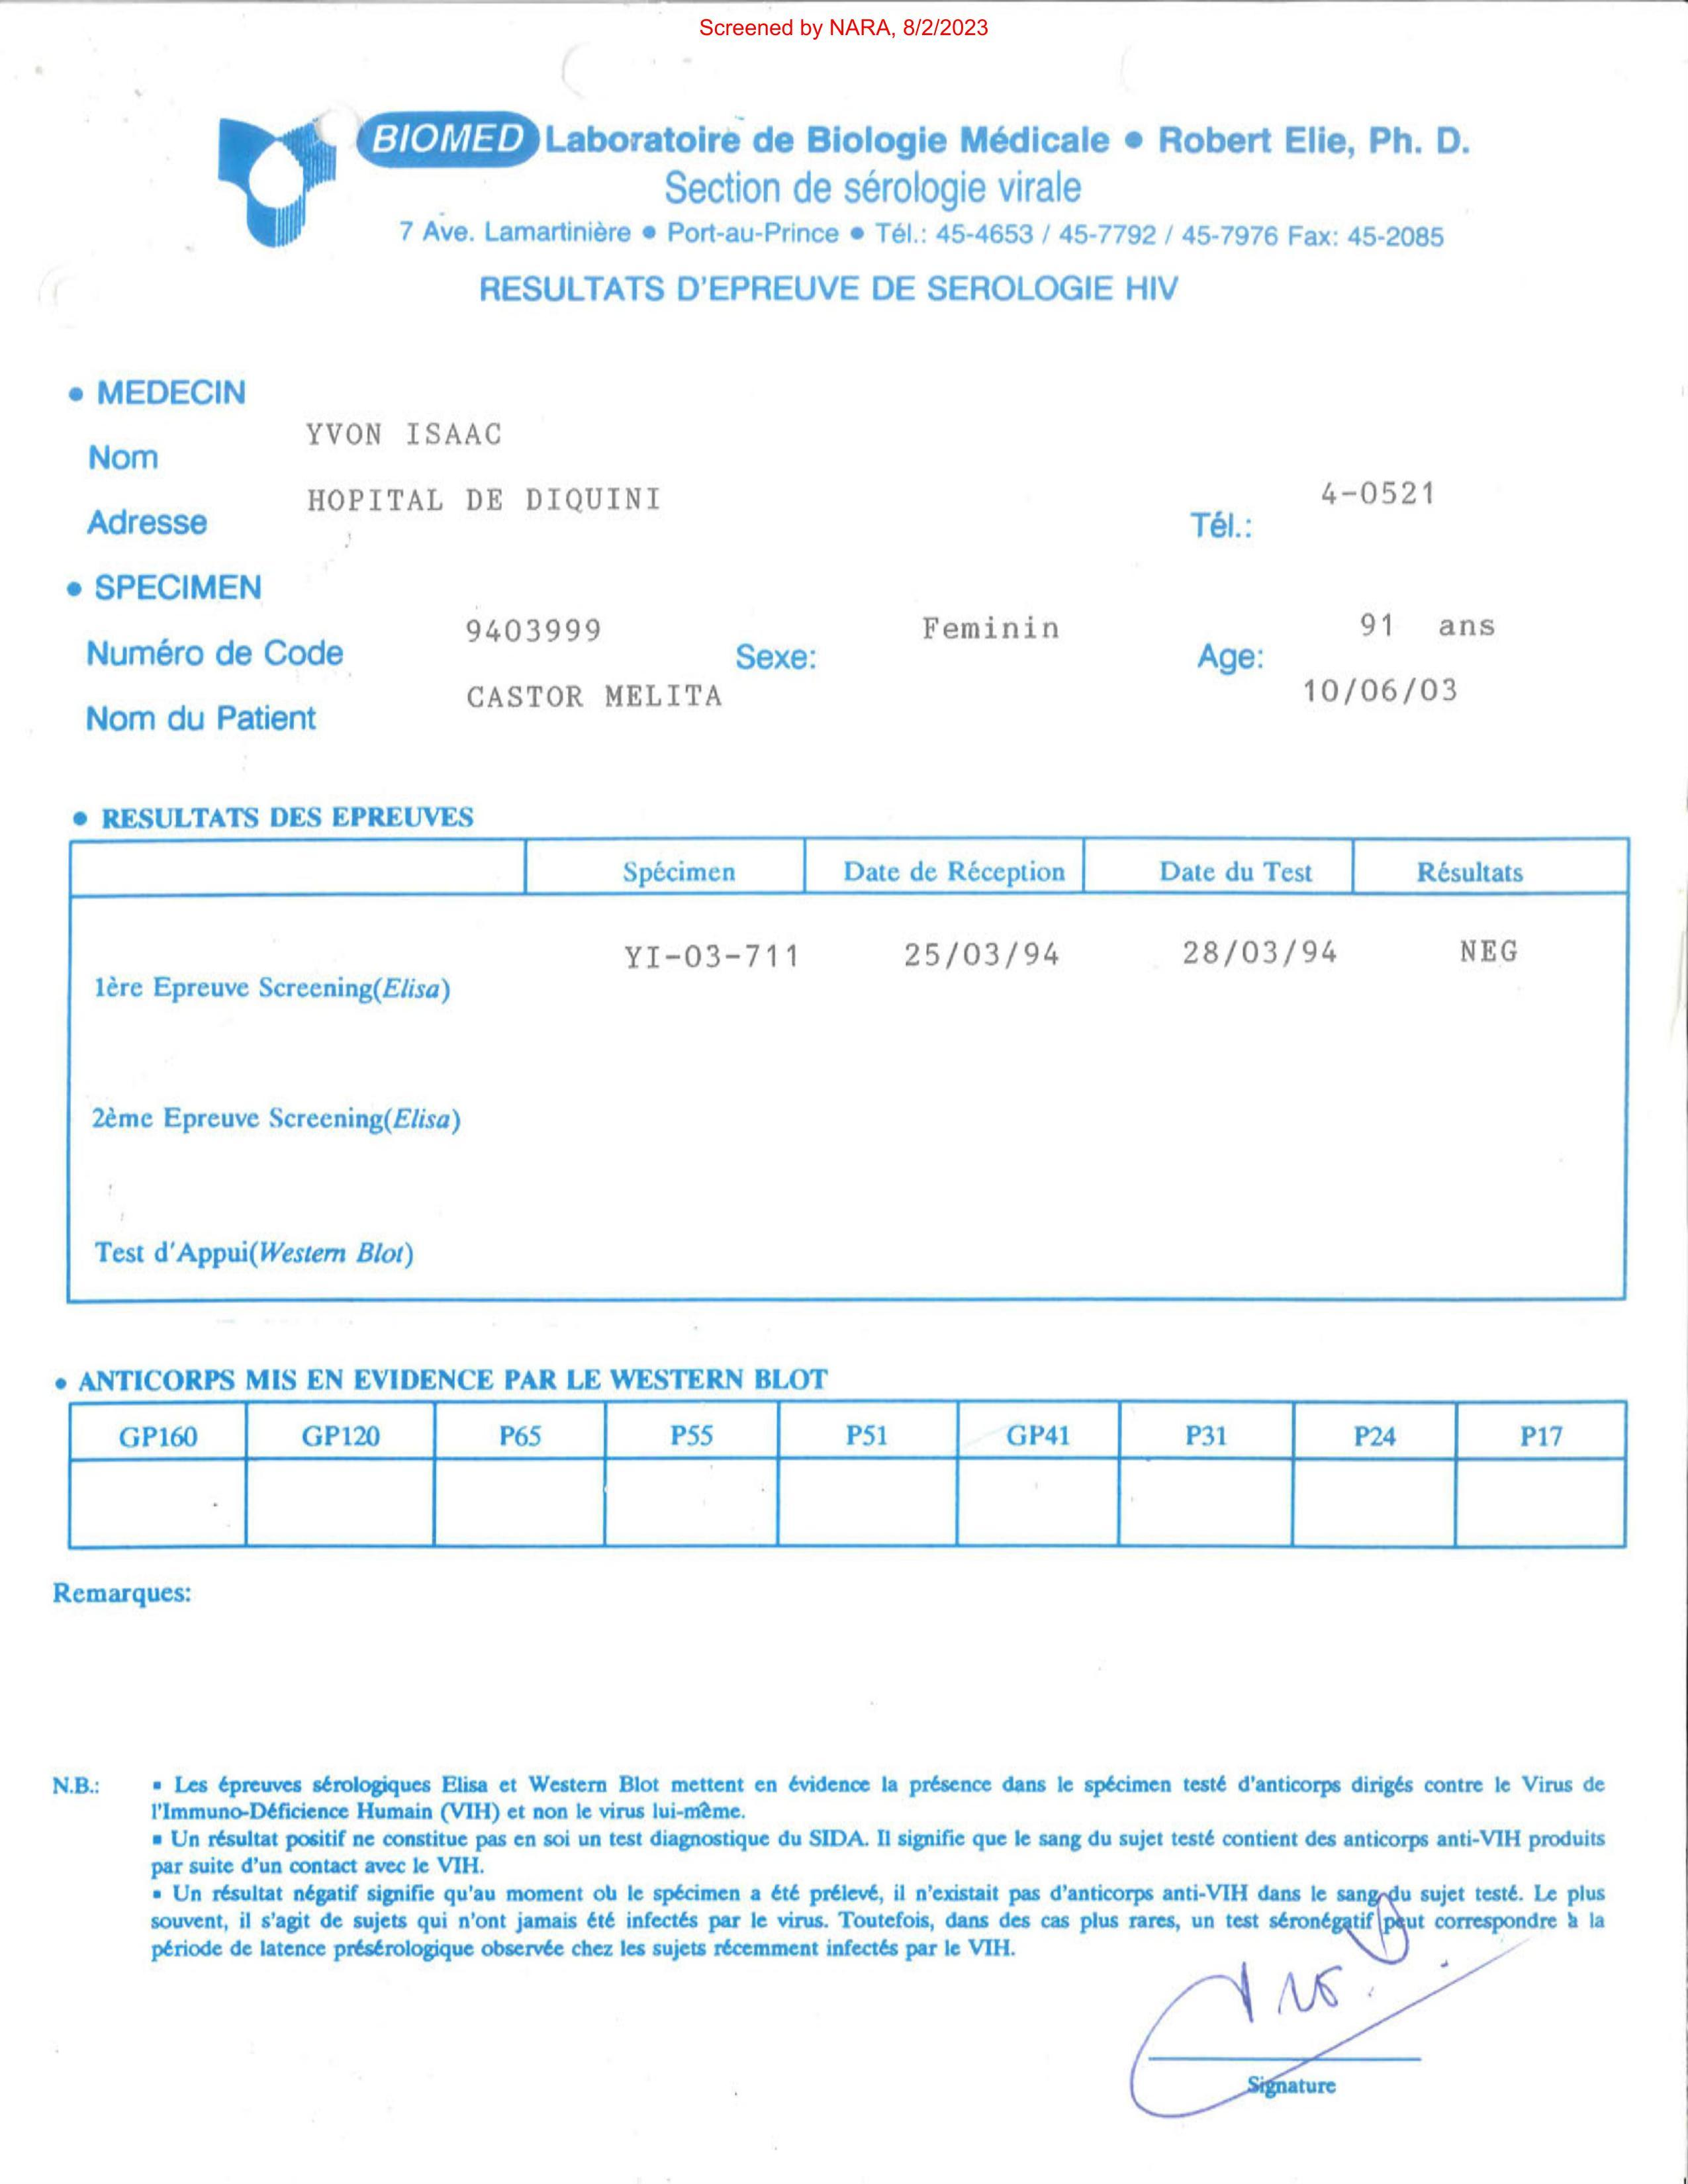 Screened by NARA, 8/2/2023
BIOMED Laboratoire de Biologie Médicale ● Robert Elie, Ph. D.
Section de sérologie virale
7 Ave. Lamartinière ● Port-au-Prince ● Tél.: 45-4653 / 45-7792 / 45-7976 Fax: 45-2085
RESULTATS D'EPREUVE DE SEROLOGIE HIV
● MEDECIN
Nom YVON ISAAC
Adresse HOPITAL DE DIQUINI Tél.: 4-0521
● SPECIMEN
Numéro de Code 9403999 Sexe: Feminin Age: 91 ans
Nom du Patient CASTOR MELITA 10/06/03
● RESULTATS DES EPREUVES
Spécimen Date de Réception Date du Test Résultats
1ère Epreuve Screening(Elisa) YI-03-711 25/03/94 28/03/94 NEG
2ème Epreuve Screening(Elisa)
Test d'Appui(Western Blot)
● ANTICORPS MIS EN EVIDENCE PAR LE WESTERN BLOT
GP160 GP120 P65 P55 P51 GP41 P31 P24 P17
Remarques:
N.B.: ▪ Les épreuves sérologiques Elisa et Western Blot mettent en évidence la présence dans le spécimen testé d'anticorps dirigés contre le Virus de
l'Immuno-Déficience Humain (VIH) et non le virus lui-même.
▪ Un résultat positif ne constitue pas en soi un test diagnostique du SIDA. Il signifie que le sang du sujet testé contient des anticorps anti-VIH produits
par suite d'un contact avec le VIH.
▪ Un résultat négatif signifie qu'au moment où le spécimen a été prélevé, il n'existait pas d'anticorps anti-VIH dans le sang du sujet testé. Le plus
souvent, il s'agit de sujets qui n'ont jamais été infectés par le virus. Toutefois, dans des cas plus rares, un test séronégatif peut correspondre à la
période de latence présérologique observée chez les sujets récemment infectés par le VIH.
Signature